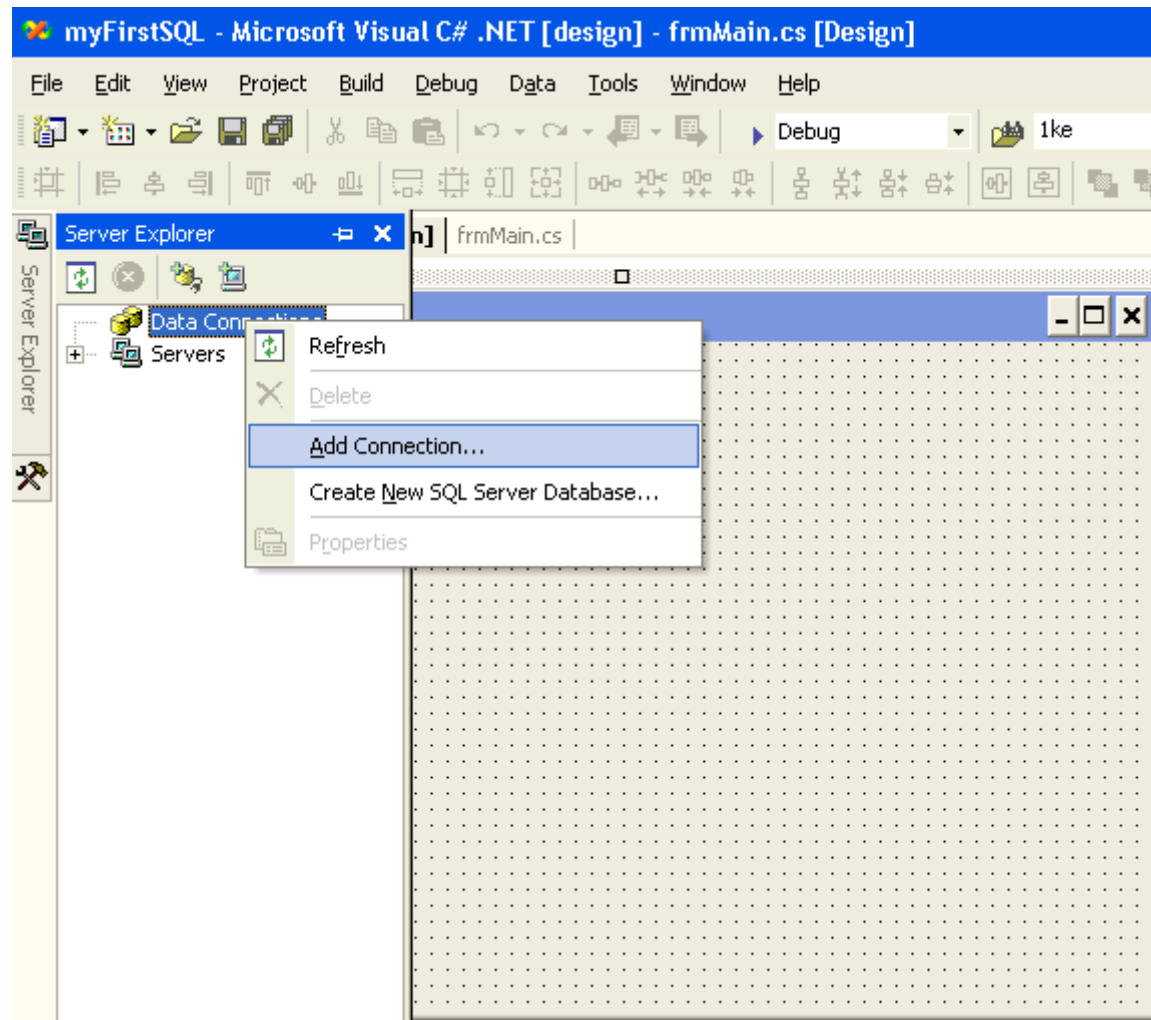 myFirstSQL - Microsoft Visual C# .NET [design] - frmMain.cs [Design]
File Edit View Project Build Debug Data Tools Window Help
Debug 1ke
Server Explorer
n] frmMain.cs
Server Explorer
Data Connections
Servers
Refresh
Delete
Add Connection...
Create New SQL Server Database...
Properties